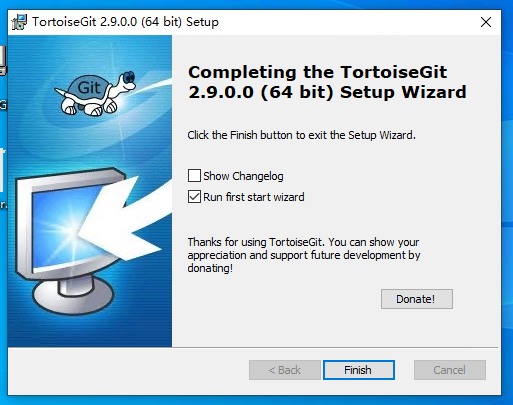 TortoiseGit 2.9.0.0 (64 bit) Setup
Git
Completing the TortoiseGit
2.9.0.0 (64 bit) Setup Wizard
Click the Finish button to exit the Setup Wizard.
Show Changelog
Run first start wizard
Thanks for using TortoiseGit. You can show your
appreciation and support future development by
donating!
Donate!
< Back
Finish
Cancel